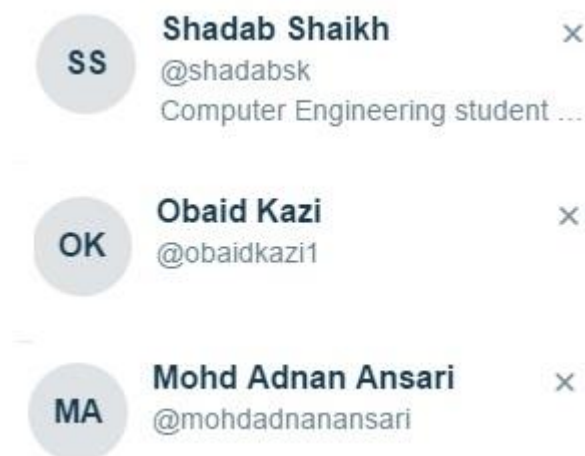 SS
Shadab Shaikh
@shadabsk
Computer Engineering student ...
OK
Obaid Kazi
@obaidkazi1
MA
Mohd Adnan Ansari
@mohdadnanansari